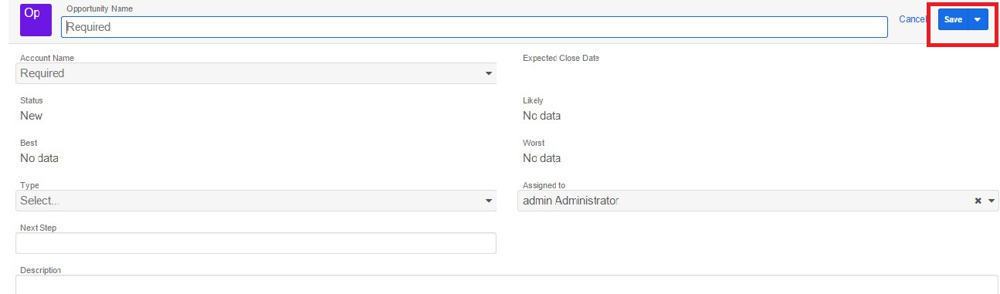 Op
Opportunity Name
Required
Cancel
Save
Account Name
Required
Expected Close Date
Status
New
Likely
No data
Best
No data
Worst
No data
Type
Select...
Assigned to
admin Administrator
Next Step
Description